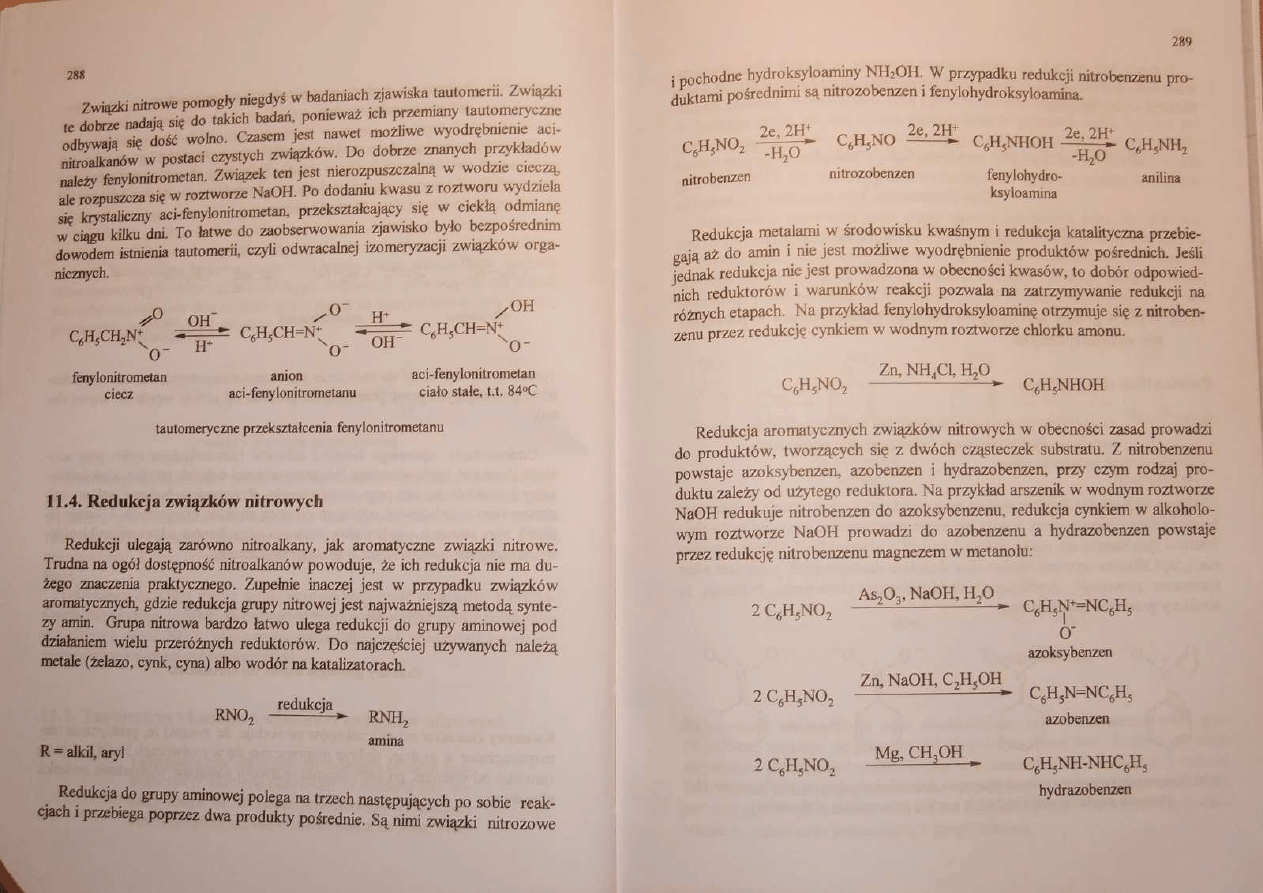 288
Związki nitrowe pomogły niegdyś w badaniach zjawiska tautomerii. Związki
te dobrze nadają się do takich badań, ponieważ ich przemiany tautomeryczne
odbywają się dość wolno. Czasem jest nawet możliwe wyodrębnienie aci-
nitroalkanów w postaci czystych związków. Do dobrze znanych przykładów
należy fenylonitrometan. Związek ten jest nierozpuszczalną w wodzie cieczą,
ale rozpuszcza się w roztworze NaOH. Po dodaniu kwasu z roztworu wydziela
się krystaliczny aci-fenylonitrometan, przekształcający się w ciekłą odmianę
w ciągu kilku dni. To łatwe do zaobserwowania zjawisko było bezpośrednim
dowodem istnienia tautomerii, czyli odwracalnej izomeryzacji związków orga-
nicznych.
O OH⁻ O⁻ H⁺ OH
C₆H₅CH₂N⁺ C₆H₅CH=N⁺ C₆H₅CH=N⁺
O⁻ H⁺ O⁻ OH⁻ O⁻
fenylonitrometan anion aci-fenylonitrometan
ciecz aci-fenylonitrometanu ciało stałe, t.t. 84°C
tautomeryczne przekształcenia fenylonitrometanu
11.4. Redukcja związków nitrowych
Redukcji ulegają zarówno nitroalkany, jak aromatyczne związki nitrowe.
Trudna na ogół dostępność nitroalkanów powoduje, że ich redukcja nie ma du-
żego znaczenia praktycznego. Zupełnie inaczej jest w przypadku związków
aromatycznych, gdzie redukcja grupy nitrowej jest najważniejszą metodą synte-
zy amin. Grupa nitrowa bardzo łatwo ulega redukcji do grupy aminowej pod
działaniem wielu przeróżnych reduktorów. Do najczęściej używanych należą
metale (żelazo, cynk, cyna) albo wodór na katalizatorach.
RNO₂ redukcja RNH₂
amina
R = alkil, aryl
Redukcja do grupy aminowej polega na trzech następujących po sobie reak-
cjach i przebiega poprzez dwa produkty pośrednie. Są nimi związki nitrozowe
289
i pochodne hydroksyloaminy NH₂OH. W przypadku redukcji nitrobenzenu pro-
duktami pośrednimi są nitrozobenzen i fenylohydroksyloamina.
C₆H₅NO₂ 2e, 2H⁺ -H₂O C₆H₅NO 2e, 2H⁺ C₆H₅NHOH 2e, 2H⁺ -H₂O C₆H₅NH₂
nitrobenzen nitrozobenzen fenylohydro- anilina
ksyloamina
Redukcja metalami w środowisku kwaśnym i redukcja katalityczna przebie-
gają aż do amin i nie jest możliwe wyodrębnienie produktów pośrednich. Jeśli
jednak redukcja nie jest prowadzona w obecności kwasów, to dobór odpowied-
nich reduktorów i warunków reakcji pozwala na zatrzymywanie redukcji na
różnych etapach. Na przykład fenylohydroksyloaminę otrzymuje się z nitroben-
zenu przez redukcję cynkiem w wodnym roztworze chlorku amonu.
C₆H₅NO₂ Zn, NH₄Cl, H₂O C₆H₅NHOH
Redukcja aromatycznych związków nitrowych w obecności zasad prowadzi
do produktów, tworzących się z dwóch cząsteczek substratu. Z nitrobenzenu
powstaje azoksybenzen, azobenzen i hydrazobenzen, przy czym rodzaj pro-
duktu zależy od użytego reduktora. Na przykład arszenik w wodnym roztworze
NaOH redukuje nitrobenzen do azoksybenzenu, redukcja cynkiem w alkoholo-
wym roztworze NaOH prowadzi do azobenzenu a hydrazobenzen powstaje
przez redukcję nitrobenzenu magnezem w metanolu:
2 C₆H₅NO₂ As₂O₃, NaOH, H₂O C₆H₅N⁺=NC₆H₅
O⁻
azoksybenzen
2 C₆H₅NO₂ Zn, NaOH, C₂H₅OH C₆H₅N=NC₆H₅
azobenzen
2 C₆H₅NO₂ Mg, CH₃OH C₆H₅NH-NHC₆H₅
hydrazobenzen